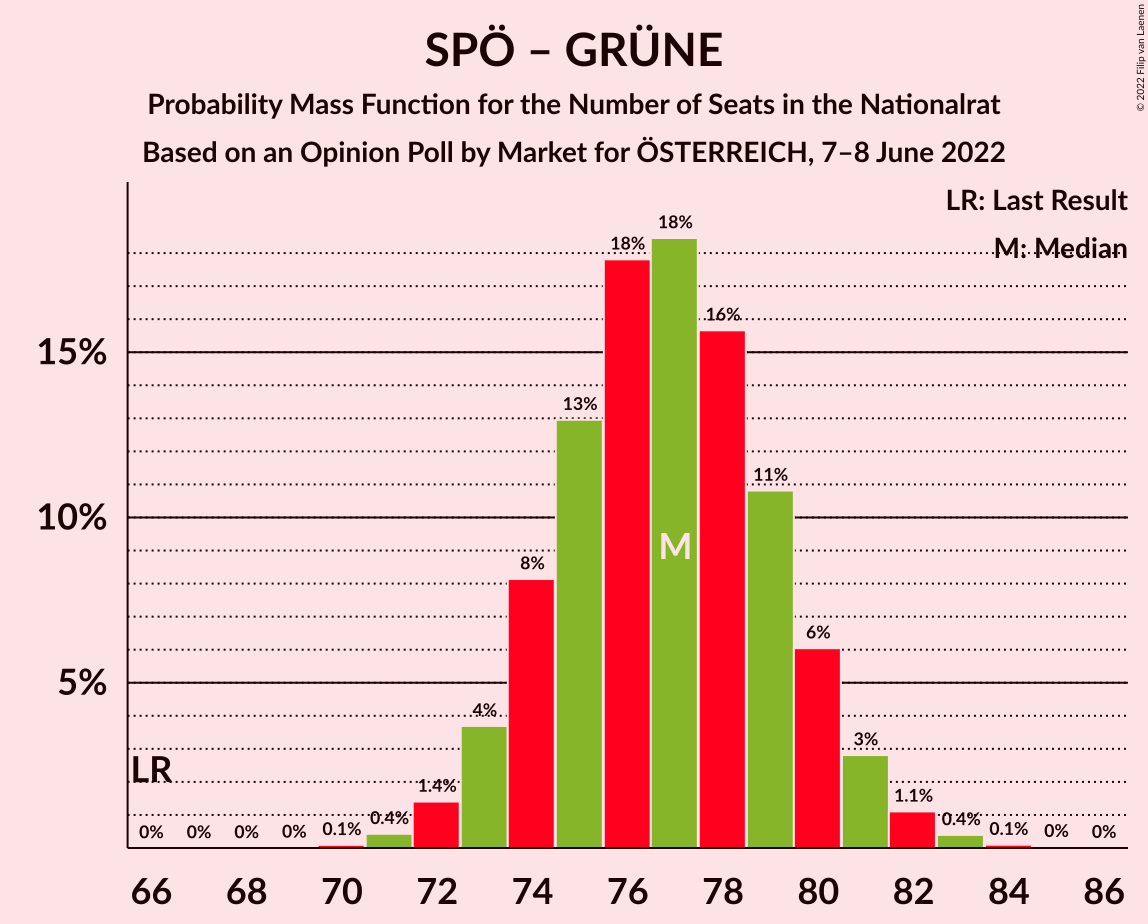 SPÖ – GRÜNE
Probability Mass Function for the Number of Seats in the Nationalrat
Based on an Opinion Poll by Market for ÖSTERREICH, 7–8 June 2022
© 2022 Filip van Laenen
LR: Last Result
M: Median
15%
10%
5%
LR
0%
0%
0%
0%
0.1%
0.4%
1.4%
4%
8%
13%
18%
18%
16%
11%
6%
3%
1.1%
0.4%
0.1%
0%
0%
M
66 68 70 72 74 76 78 80 82 84 86